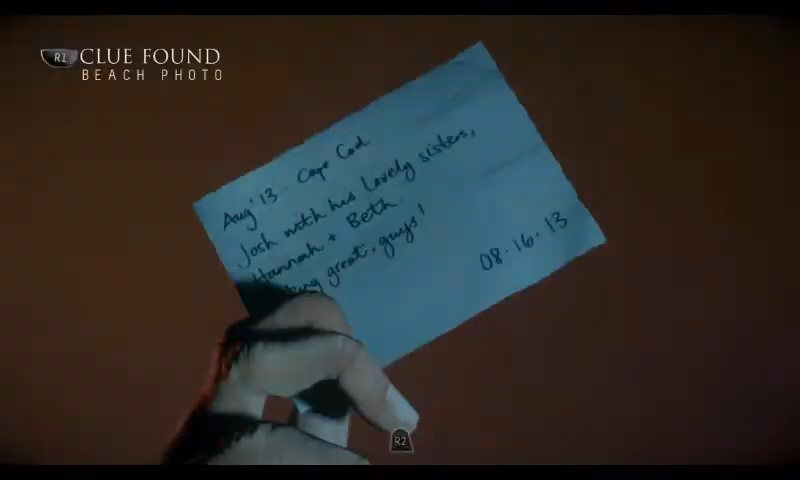 R2 CLUE FOUND
BEACH PHOTO
Aug '13 - Cape Cod
Josh with his lovely sisters,
Hannah + Beth.
great, guys!
08.16.13
R2